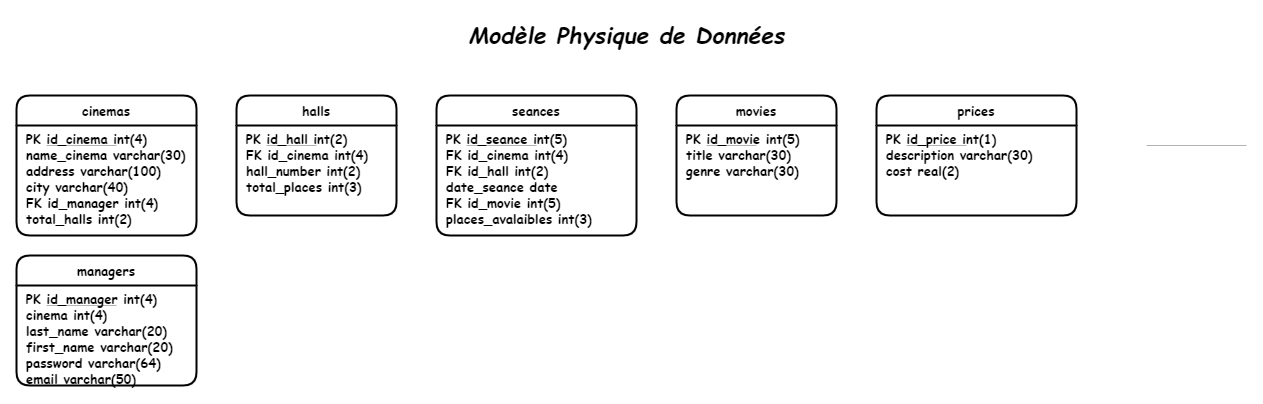 Modèle Physique de Données
cinemas
PK id_cinema int(4)
name_cinema varchar(30)
address varchar(100)
city varchar(40)
FK id_manager int(4)
total_halls int(2)
halls
PK id_hall int(2)
FK id_cinema int(4)
hall_number int(2)
total_places int(3)
seances
PK id_seance int(5)
FK id_cinema int(4)
FK id_hall int(2)
date_seance date
FK id_movie int(5)
places_avalaibles int(3)
movies
PK id_movie int(5)
title varchar(30)
genre varchar(30)
prices
PK id_price int(1)
description varchar(30)
cost real(2)
managers
PK id_manager int(4)
cinema int(4)
last_name varchar(20)
first_name varchar(20)
password varchar(64)
email varchar(50)